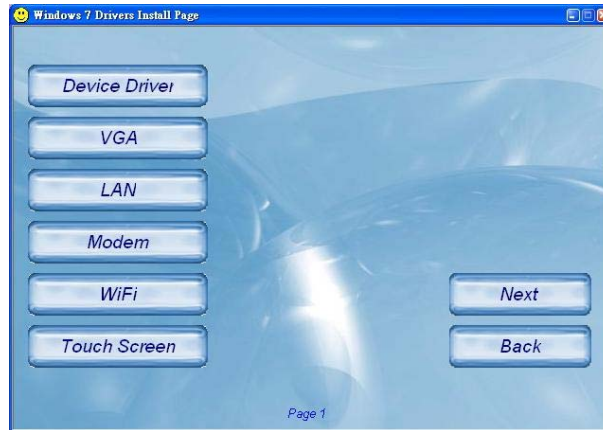 Windows 7 Drivers Install Page
Device Driver
VGA
LAN
Modem
WiFi
Touch Screen
Next
Back
Page 1